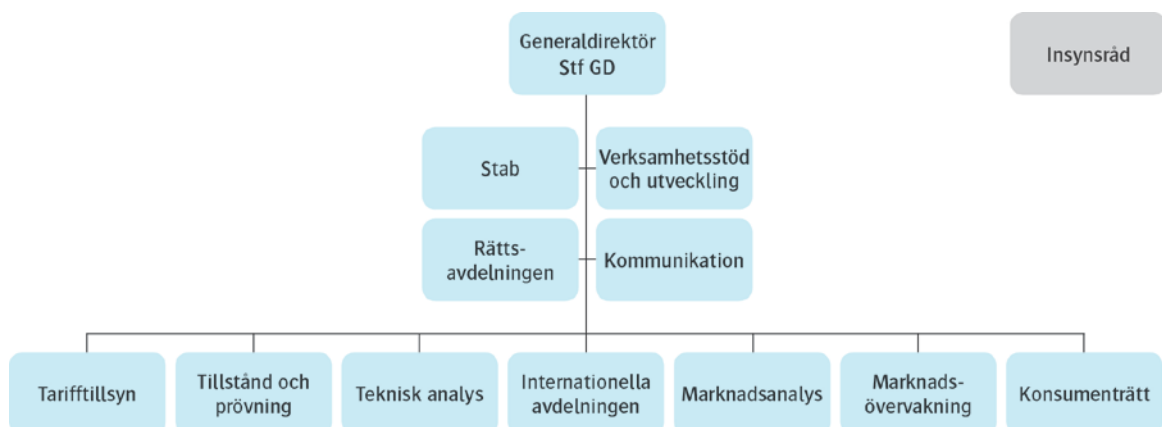 Generaldirektör
Stf GD
Insynsråd
Stab
Verksamhetsstöd
och utveckling
Rätts-
avdelningen
Kommunikation
Tarifftillsyn
Tillstånd och
prövning
Teknisk analys
Internationella
avdelningen
Marknadsanalys
Marknads-
övervakning
Konsumenträtt